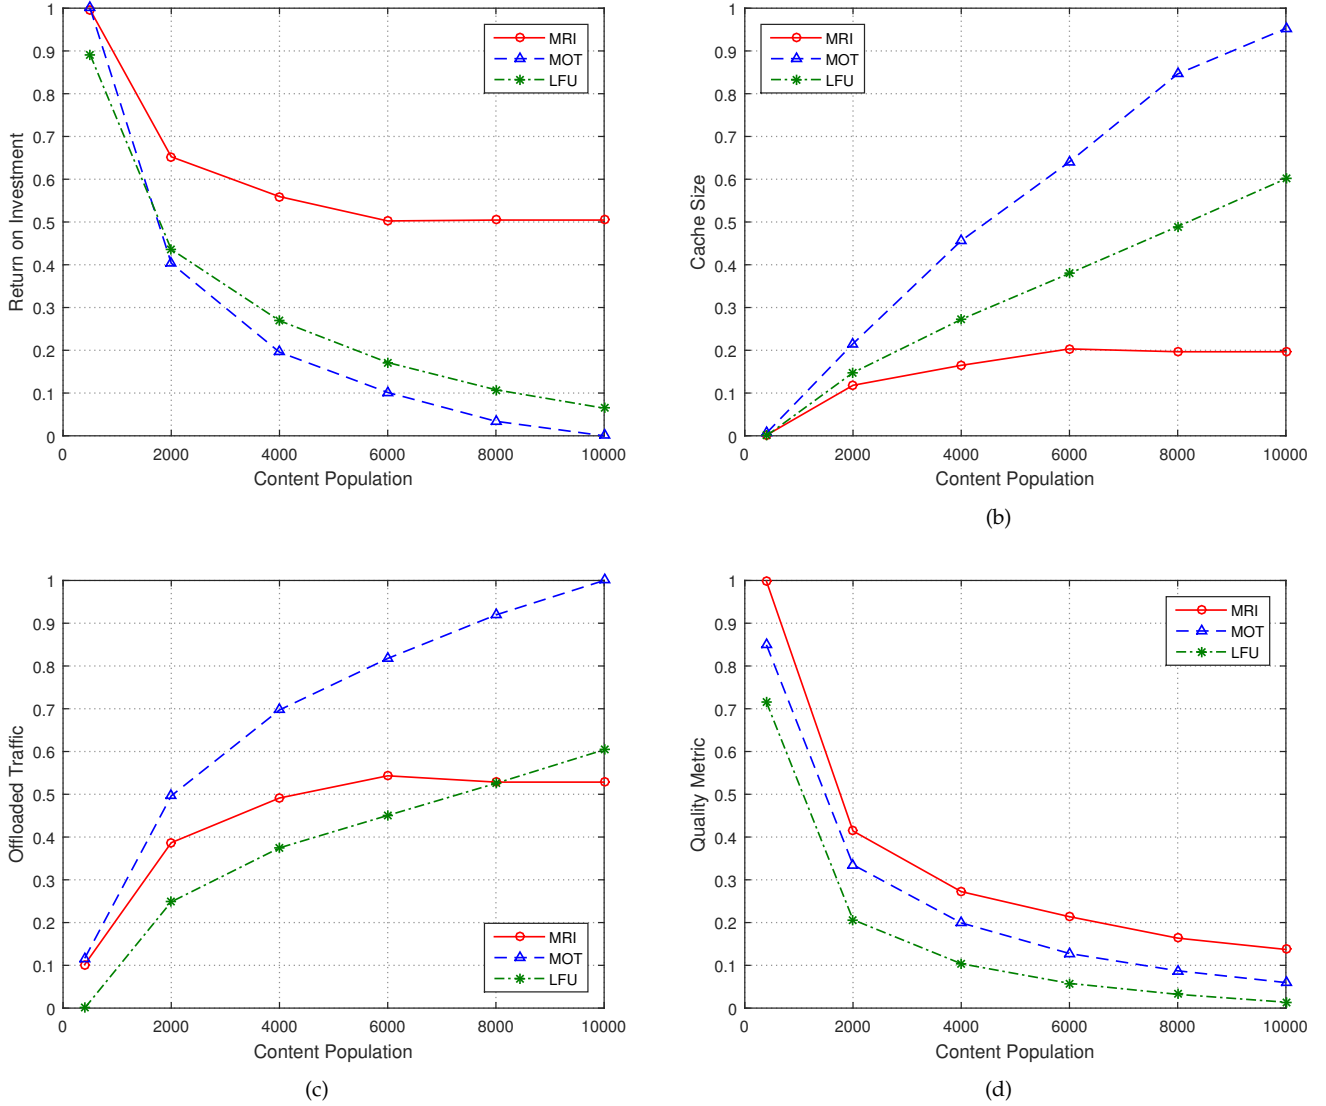 1
0.9
0.8
0.7
0.6
0.5
0.4
0.3
0.2
0.1
0
Return on Investment
MRI
MOT
LFU
0 2000 4000 6000 8000 10000
Content Population
1
0.9
0.8
0.7
0.6
0.5
0.4
0.3
0.2
0.1
0
Cache Size
MRI
MOT
LFU
0 2000 4000 6000 8000 10000
Content Population
(b)
1
0.9
0.8
0.7
0.6
0.5
0.4
0.3
0.2
0.1
0
Offloaded Traffic
MRI
MOT
LFU
0 2000 4000 6000 8000 10000
Content Population
(c)
1
0.9
0.8
0.7
0.6
0.5
0.4
0.3
0.2
0.1
0
Quality Metric
MRI
MOT
LFU
0 2000 4000 6000 8000 10000
Content Population
(d)